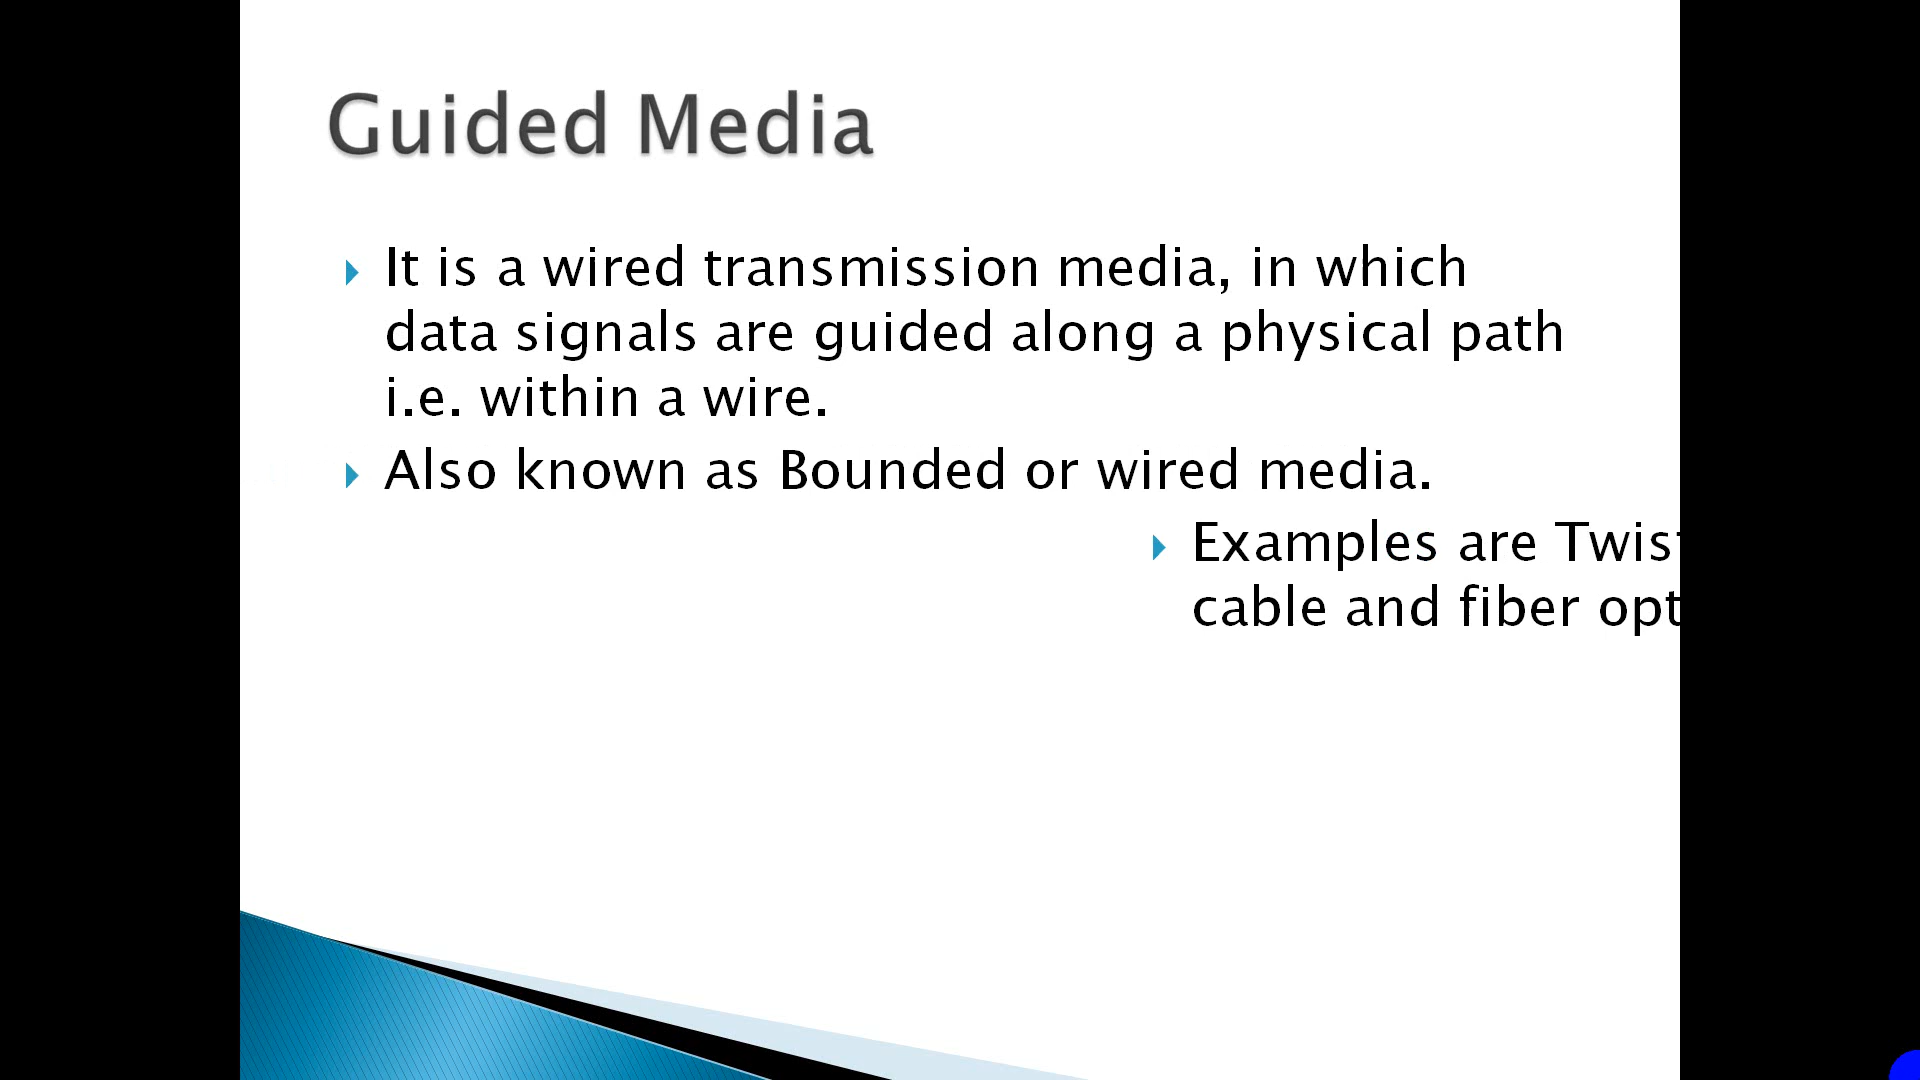 Guided Media
It is a wired transmission media, in which
data signals are guided along a physical path
i.e. within a wire.
Also known as Bounded or wired media.
Examples are Twis
cable and fiber opt